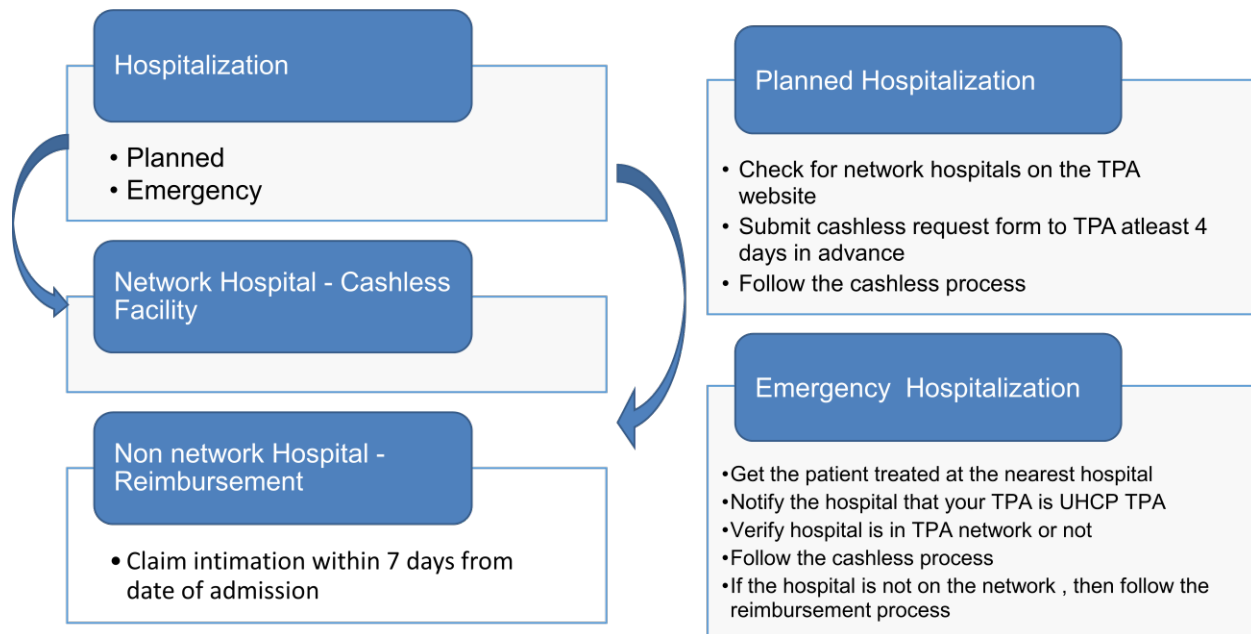 Hospitalization
• Planned
• Emergency
Network Hospital - Cashless
Facility
Non network Hospital -
Reimbursement
• Claim intimation within 7 days from
date of admission
Planned Hospitalization
• Check for network hospitals on the TPA
website
• Submit cashless request form to TPA atleast 4
days in advance
• Follow the cashless process
Emergency  Hospitalization
•Get the patient treated at the nearest hospital
•Notify the hospital that your TPA is UHCP TPA
•Verify hospital is in TPA network or not
•Follow the cashless process
•If the hospital is not on the network , then follow the
reimbursement process